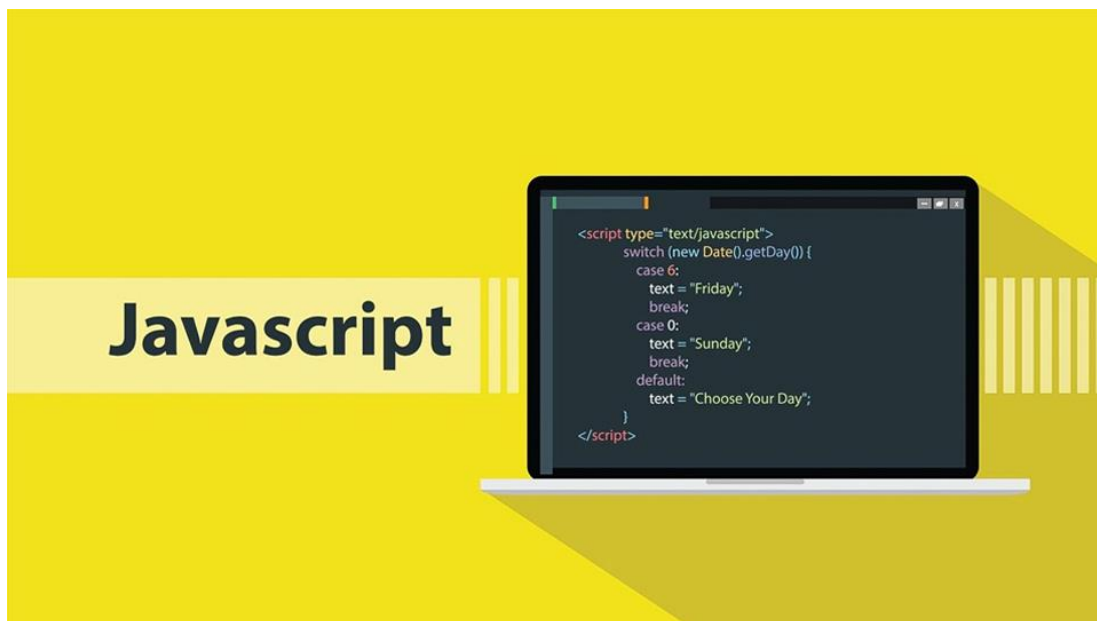 Javascript
<script type="text/javascript">
switch (new Date().getDay()) {
case 6:
text = "Friday";
break;
case 0:
text = "Sunday";
break;
default:
text = "Choose Your Day";
}
</script>